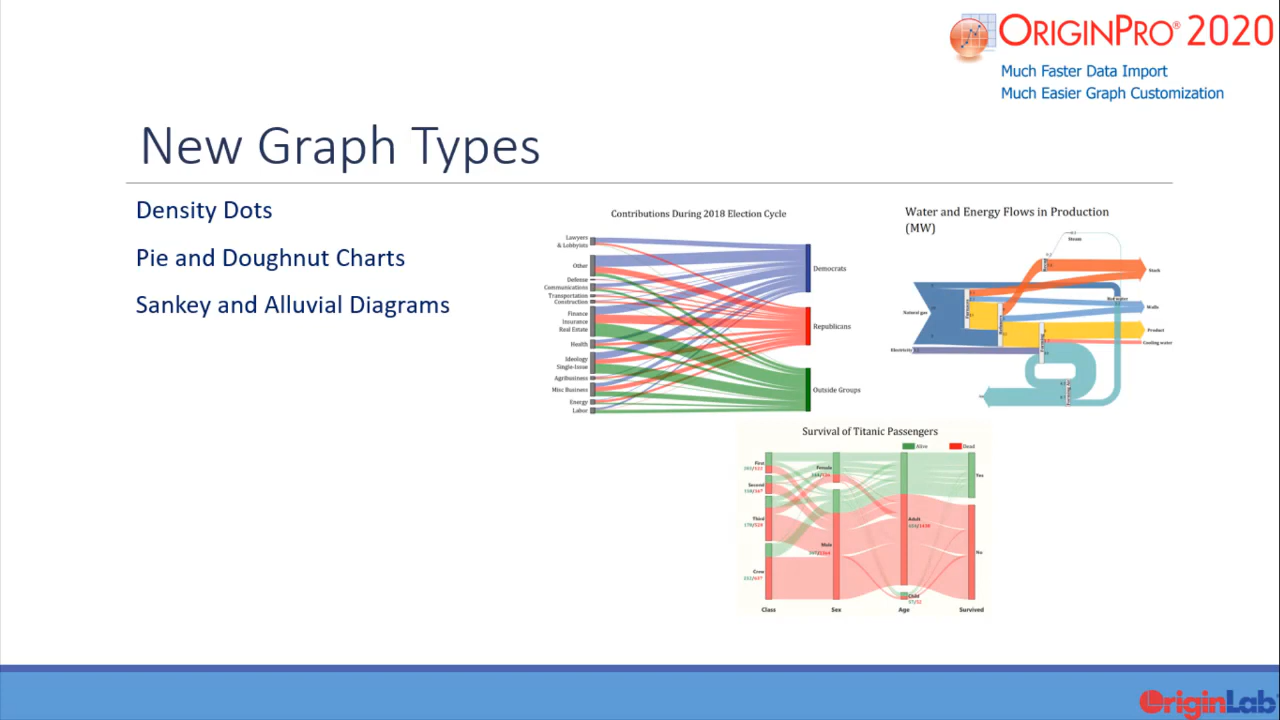 ORIGINPRO® 2020
Much Faster Data Import
Much Easier Graph Customization
New Graph Types
Density Dots
Pie and Doughnut Charts
Sankey and Alluvial Diagrams
Contributions During 2018 Election Cycle
Lawyers
& Lobbyists
Other
Defense
Communications
Transportation
Construction
Finance
Insurance
Real Estate
Health
Ideology
Single-Issue
Agribusiness
Misc Business
Energy
Labor
Democrats
Republicans
Outside Groups
Water and Energy Flows in Production
(MW)
Steam
Stack
Natural gas
Walls
Product
Electricity
Cooling water
Survival of Titanic Passengers
Alive
Dead
First
Second
Third
Crew
Female
Male
Adult
Child
Yes
No
Class
Sex
Age
Survived
OriginLab